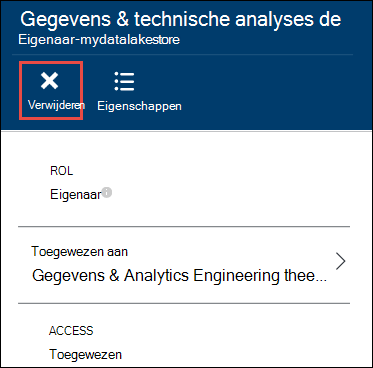 Gegevens & technische analyses de
Eigenaar-mydatalakestore
Verwijderen Eigenschappen
ROL
Eigenaar
Toegewezen aan
Gegevens & Analytics Engineering thee...
ACCESS
Toegewezen